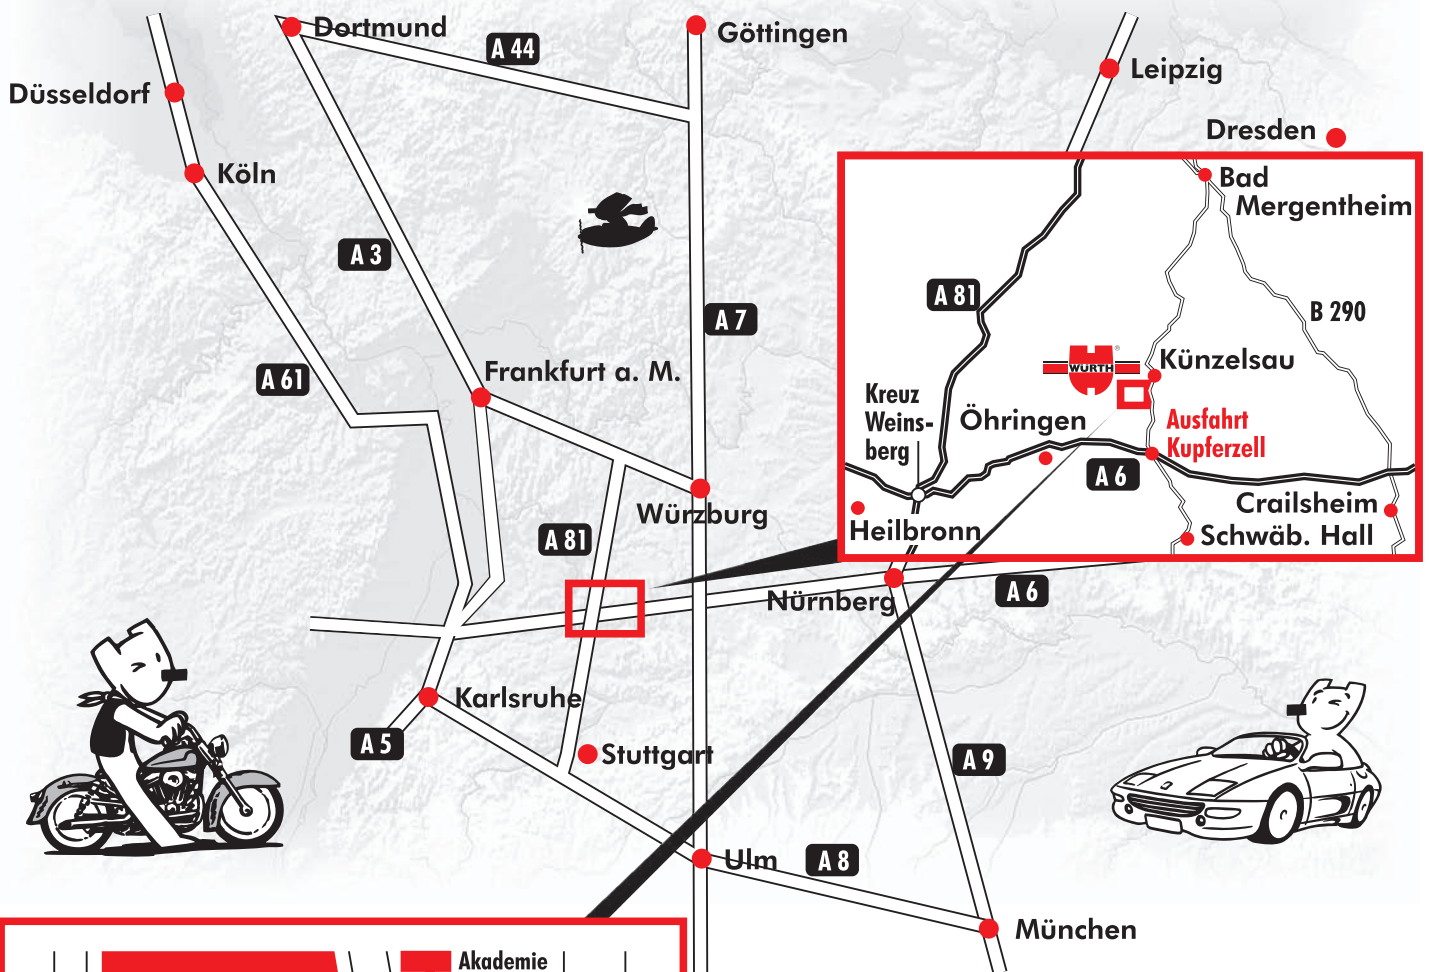 Dortmund
A 44
Göttingen
Leipzig
Düsseldorf
Dresden
Köln
Bad
Mergentheim
A 3
A 81
B 290
A 7
Frankfurt a. M.
A 61
WÜRTH
®
Künzelsau
Kreuz
Weins-
berg
Öhringen
Ausfahrt
Kupferzell
A 6
Würzburg
Crailsheim
Heilbronn
Schwäb. Hall
A 81
Nürnberg
A 6
Karlsruhe
A 5
Stuttgart
A 9
Ulm
A 8
München
Akademie